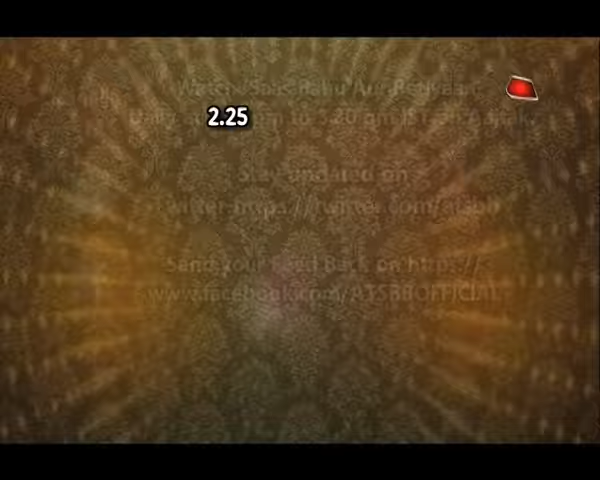 Watch Saas Bahu Aur Betiyaan
2.25
Stay updated on
Twitter-https://twitter.com/atsbb
Send your Feed Back on http://
www.facebook.com/ATSBBOFFICIAL